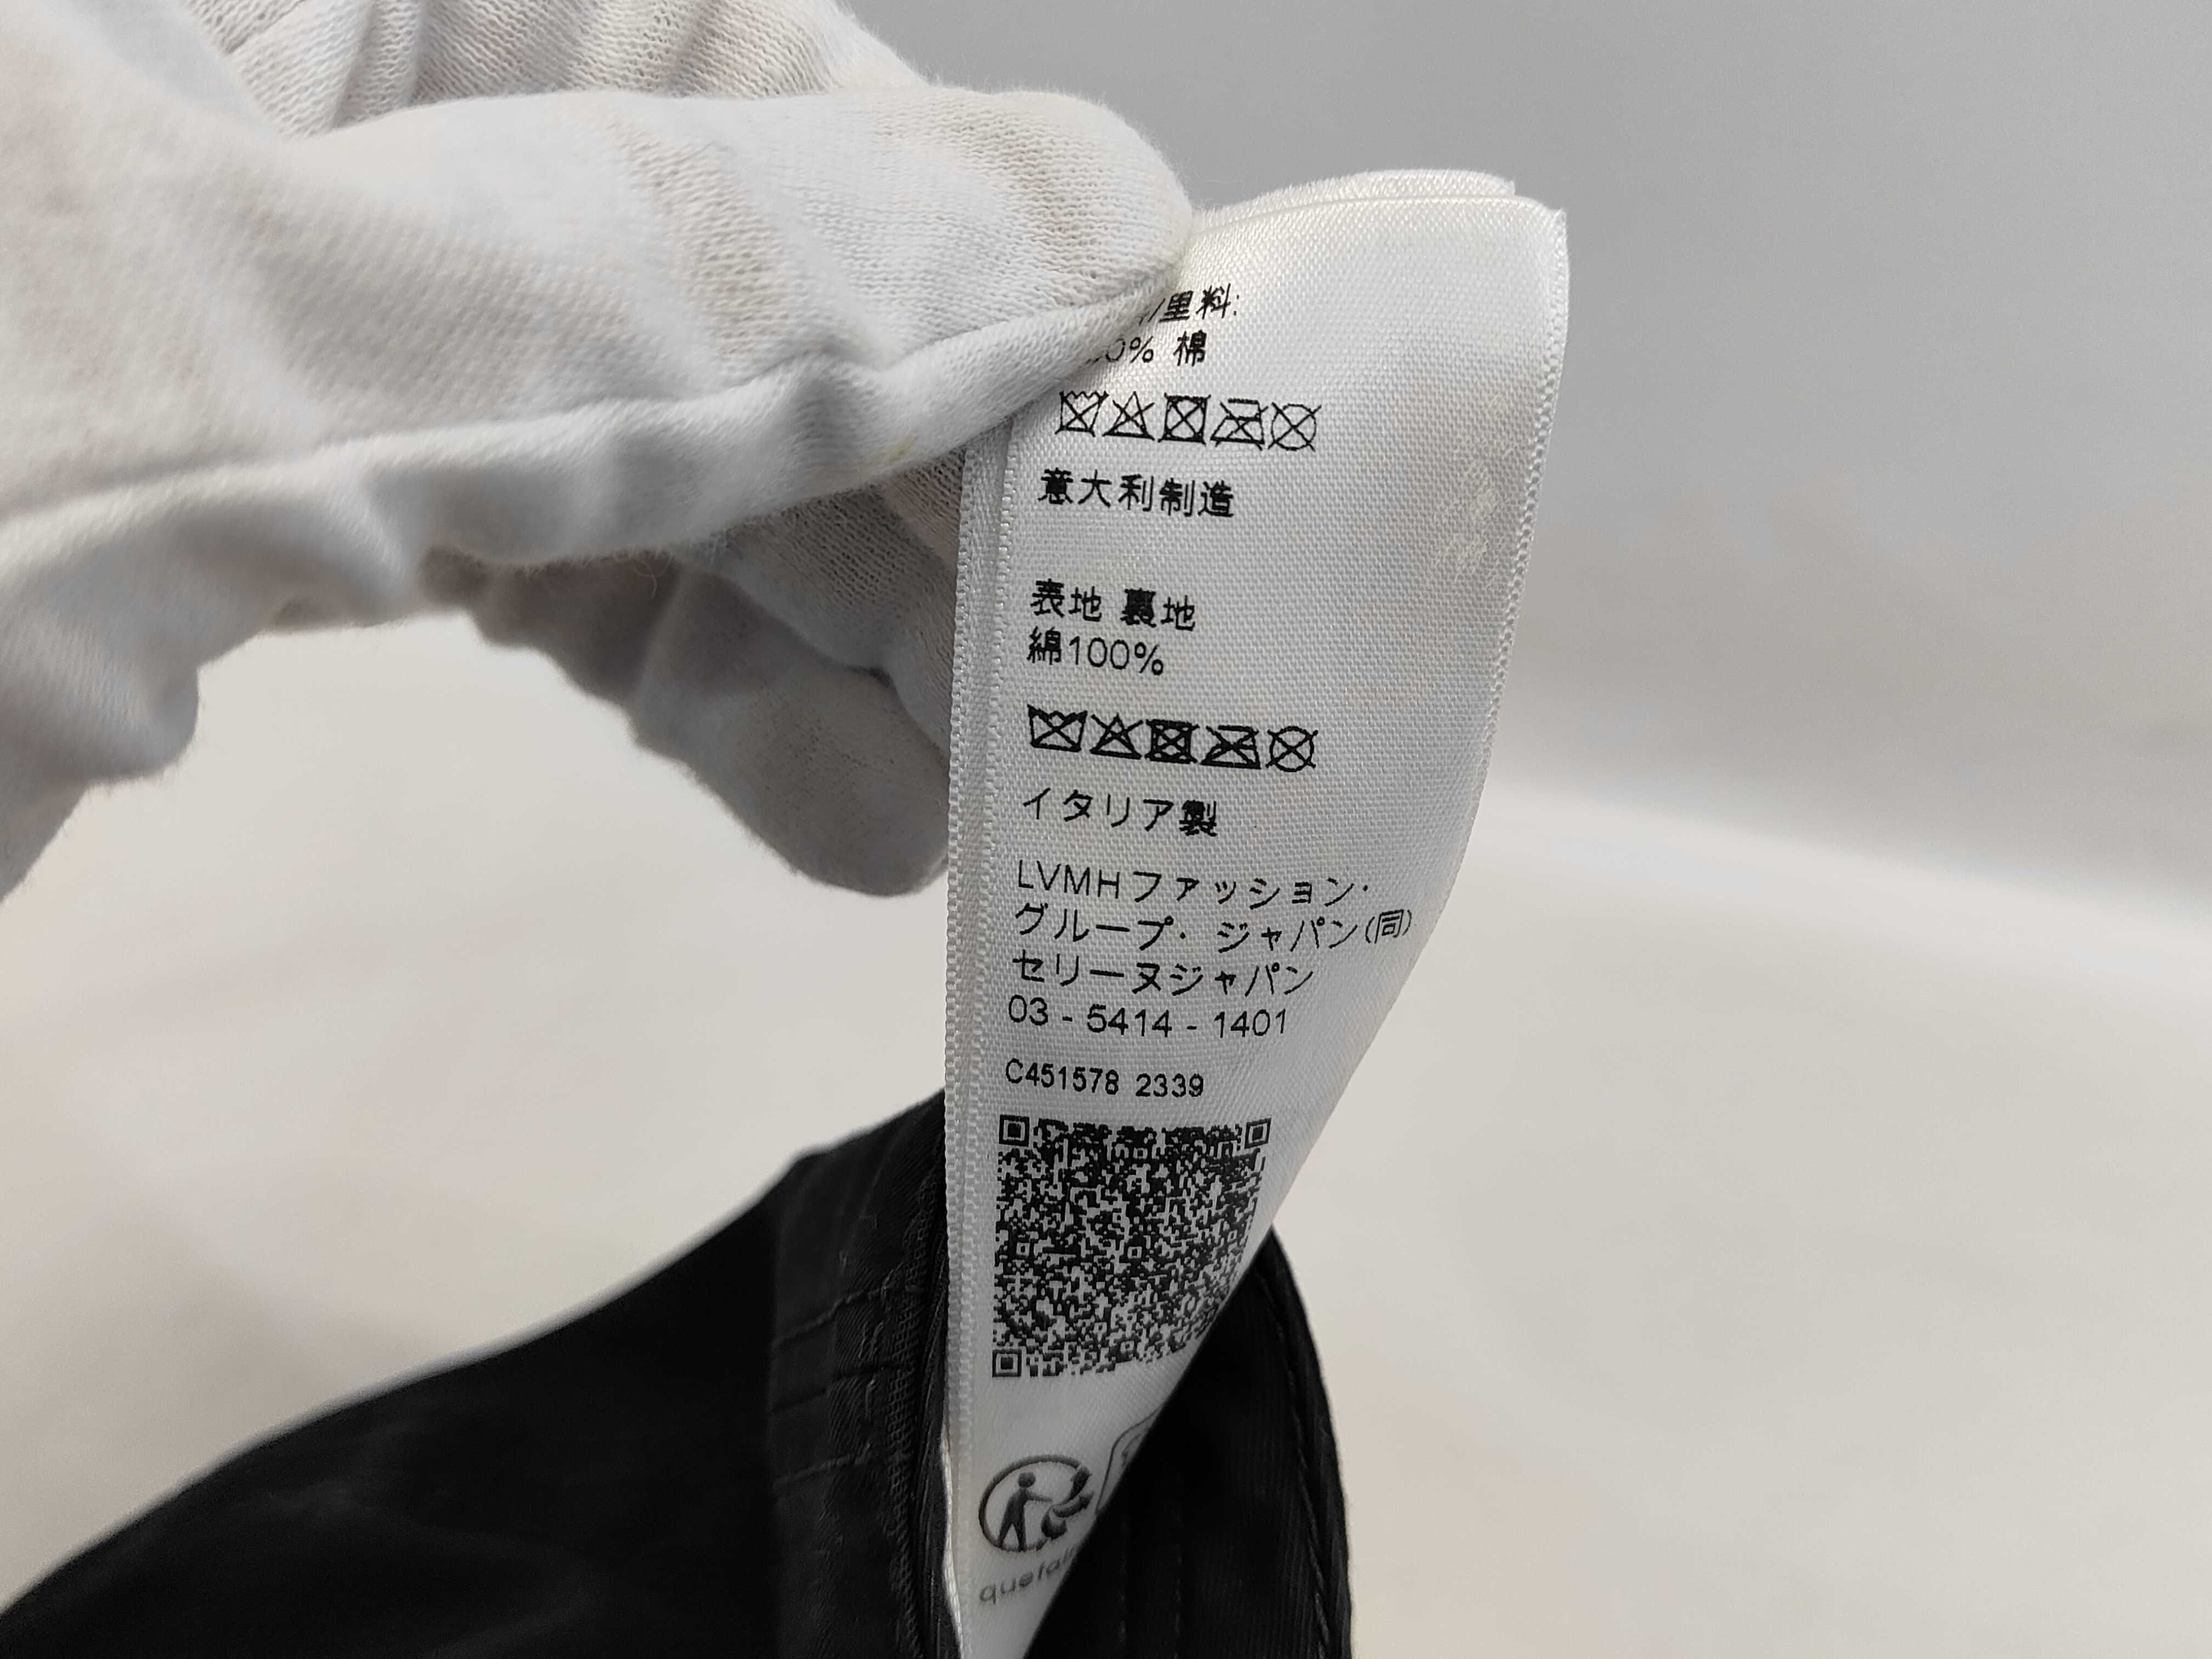 里料:
棉
意大利制造
表地 裏地
綿100%
イタリア製
LVMHファッション・
グループ・ジャパン(同)
セリーヌジャパン
03 - 5414 - 1401
C451578 2339